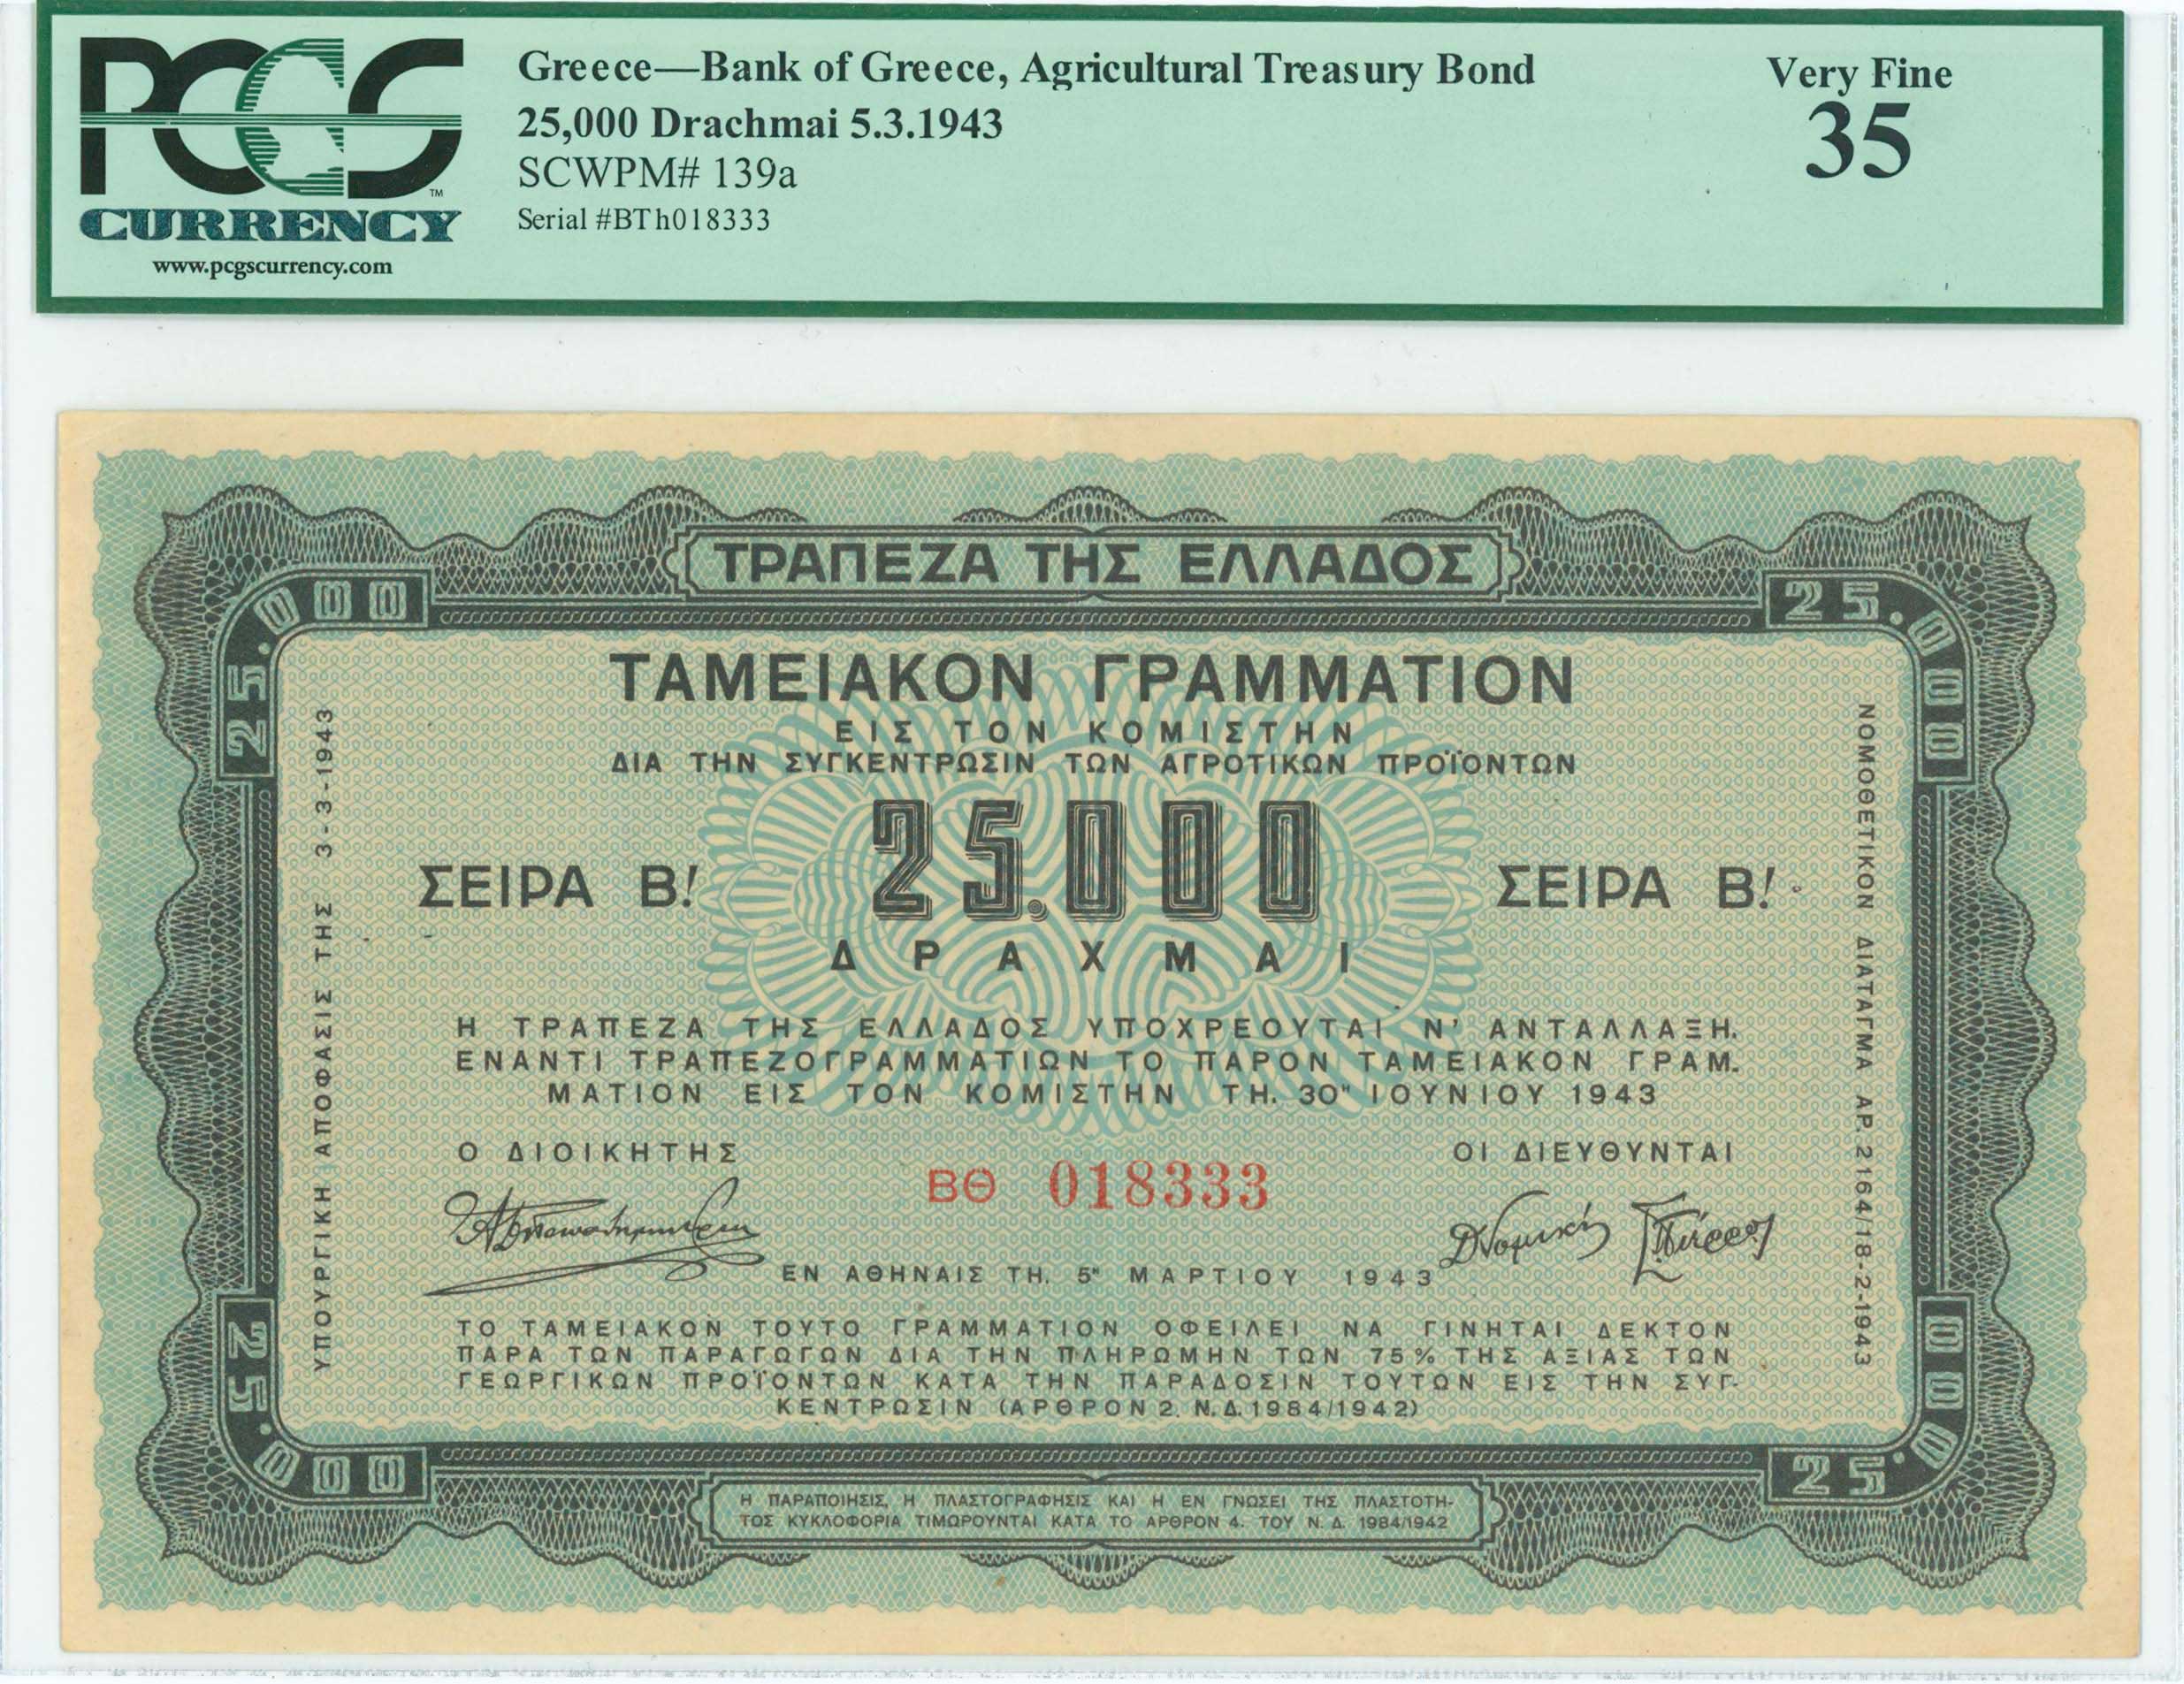 PCGS
CURRENCY
TM
www.pcgscurrency.com
Greece—Bank of Greece, Agricultural Treasury Bond
25,000 Drachmai 5.3.1943
SCWPM# 139a
Serial #BTh018333
Very Fine
35
ΤΡΑΠΕΖΑ ΤΗΣ ΕΛΛΑΔΟΣ
25.000
25.000
ΤΑΜΕΙΑΚΟΝ ΓΡΑΜΜΑΤΙΟΝ
ΕΙΣ ΤΟΝ ΚΟΜΙΣΤΗΝ
ΔΙΑ ΤΗΝ ΣΥΓΚΕΝΤΡΩΣΙΝ ΤΩΝ ΑΓΡΟΤΙΚΩΝ ΠΡΟΪΟΝΤΩΝ
25.000
ΣΕΙΡΑ Β!
ΣΕΙΡΑ Β!
ΔΡΑΧΜΑΙ
Η ΤΡΑΠΕΖΑ ΤΗΣ ΕΛΛΑΔΟΣ ΥΠΟΧΡΕΟΥΤΑΙ Ν' ΑΝΤΑΛΛΑΞΗ.
ΕΝΑΝΤΙ ΤΡΑΠΕΖΟΓΡΑΜΜΑΤΙΩΝ ΤΟ ΠΑΡΟΝ ΤΑΜΕΙΑΚΟΝ ΓΡΑΜ.
ΜΑΤΙΟΝ ΕΙΣ ΤΟΝ ΚΟΜΙΣΤΗΝ ΤΗ. 30" ΙΟΥΝΙΟΥ 1943
Ο ΔΙΟΙΚΗΤΗΣ
ΟΙ ΔΙΕΥΘΥΝΤΑΙ
ΒΘ 018333
ΕΝ ΑΘΗΝΑΙΣ ΤΗ. 5" ΜΑΡΤΙΟΥ 1943
ΤΟ ΤΑΜΕΙΑΚΟΝ ΤΟΥΤΟ ΓΡΑΜΜΑΤΙΟΝ ΟΦΕΙΛΕΙ ΝΑ ΓΙΝΗΤΑΙ ΔΕΚΤΟΝ
ΠΑΡΑ ΤΩΝ ΠΑΡΑΓΩΓΩΝ ΔΙΑ ΤΗΝ ΠΛΗΡΩΜΗΝ ΤΩΝ 75% ΤΗΣ ΑΞΙΑΣ ΤΩΝ
ΓΕΩΡΓΙΚΩΝ ΠΡΟΪΟΝΤΩΝ ΚΑΤΑ ΤΗΝ ΠΑΡΑΔΟΣΙΝ ΤΟΥΤΩΝ ΕΙΣ ΤΗΝ ΣΥΓ-
ΚΕΝΤΡΩΣΙΝ (ΑΡΘΡΟΝ 2. Ν.Δ.1984/1942)
ΥΠΟΥΡΓΙΚΗ ΑΠΟΦΑΣΙΣ ΤΗΣ 3-3-1943
ΝΟΜΟΘΕΤΙΚΟΝ ΔΙΑΤΑΓΜΑ ΑΡ. 2164/18-2-1943
25.000
25.000
Η ΠΑΡΑΠΟΙΗΣΙΣ, Η ΠΛΑΣΤΟΓΡΑΦΗΣΙΣ ΚΑΙ Η ΕΝ ΓΝΩΣΕΙ ΤΗΣ ΠΛΑΣΤΟΤΗ-
ΤΟΣ ΚΥΚΛΟΦΟΡΙΑ ΤΙΜΩΡΟΥΝΤΑΙ ΚΑΤΑ ΤΟ ΑΡΘΡΟΝ 4. ΤΟΥ Ν. Δ. 1984/1942